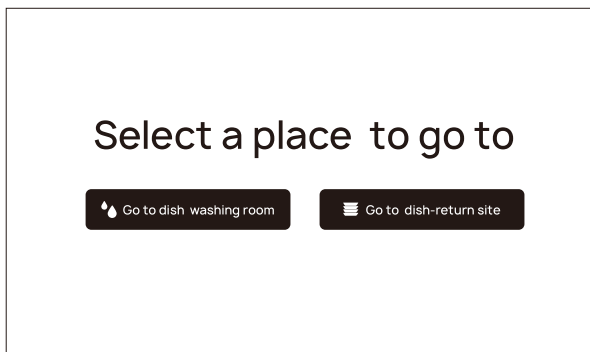 Select a place to go to
Go to dish washing room
Go to dish-return site